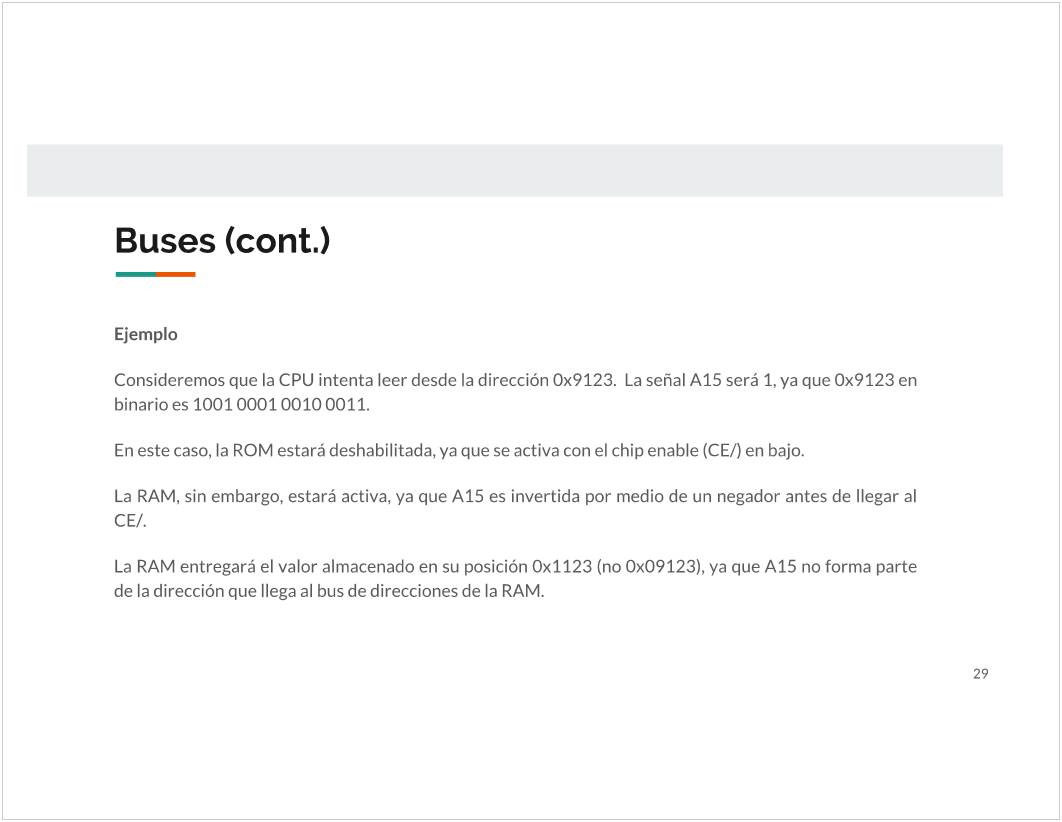 Buses (cont.)
Ejemplo
Consideremos que la CPU intenta leer desde la dirección 0x9123.  La señal A15 será 1, ya que 0x9123 en
binario es 1001 0001 0010 0011.
En este caso, la ROM estará deshabilitada, ya que se activa con el chip enable (CE/) en bajo.
La RAM, sin embargo, estará activa, ya que A15 es invertida por medio de un negador antes de llegar al
CE/.
La RAM entregará el valor almacenado en su posición 0x1123 (no 0x09123), ya que A15 no forma parte
de la dirección que llega al bus de direcciones de la RAM.
29